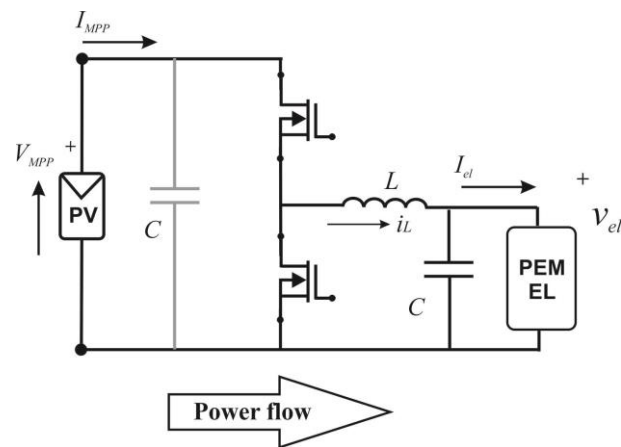 I_MPP
V_MPP
+
PV
C
L
i_L
I_el
+
v_el
C
PEM
EL
Power flow